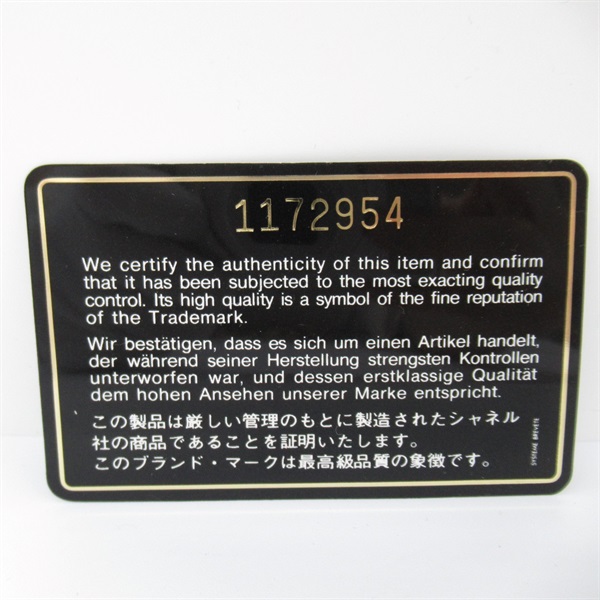 1172954
We certify the authenticity of this item and confirm
that it has been subjected to the most exacting quality
control. Its high quality is a symbol of the fine reputation
of the Trademark.
Wir bestätigen, dass es sich um einen Artikel handelt,
der während seiner Herstellung strengsten Kontrollen
unterworfen war, und dessen erstklassige Qualität
dem hohen Ansehen unserer Marke entspricht.
この製品は厳しい管理のもとに製造されたシャネル
社の商品であることを証明いたします。
このブランド・マークは最高級品質の象徴です。
SYSTEME BREVETE